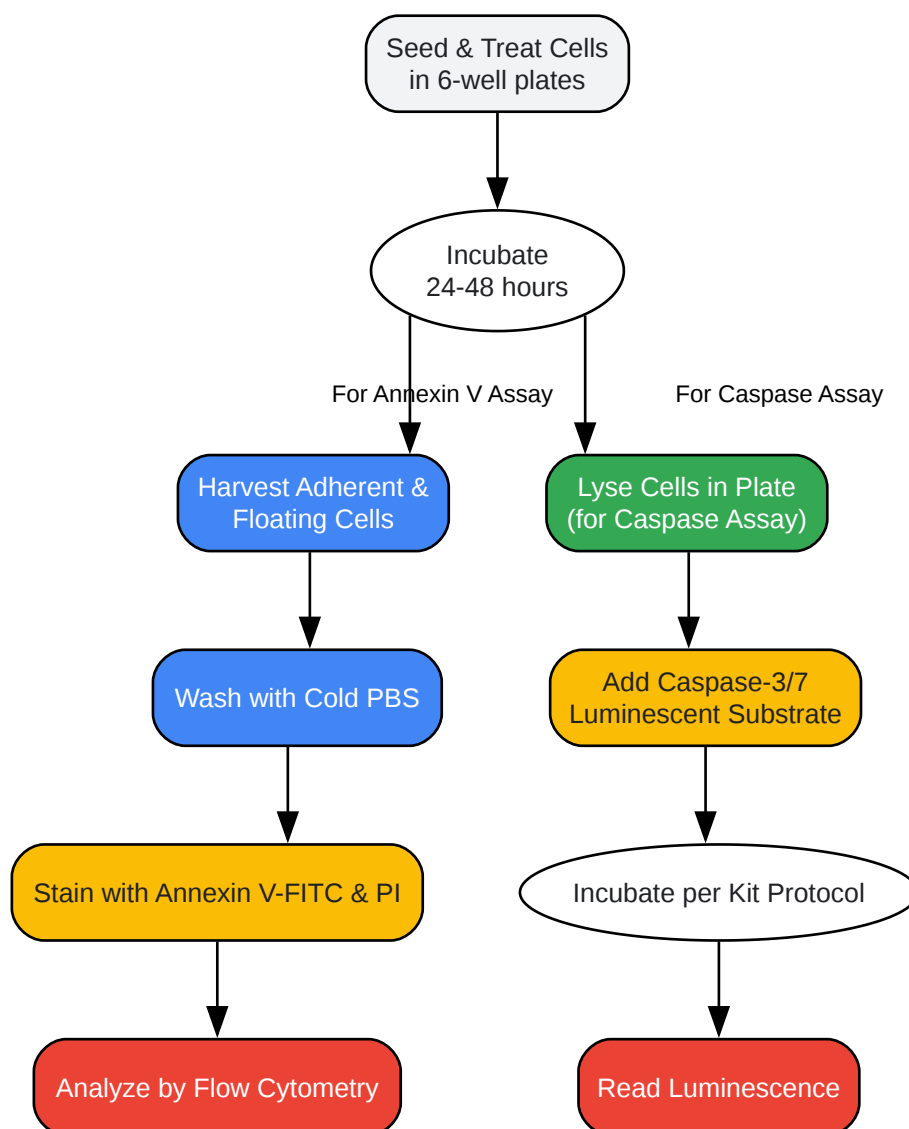 Seed & Treat Cells
in 6-well plates
Incubate
24-48 hours
For Annexin V Assay
For Caspase Assay
Harvest Adherent &
Floating Cells
Lyse Cells in Plate
(for Caspase Assay)
Wash with Cold PBS
Add Caspase-3/7
Luminescent Substrate
Stain with Annexin V-FITC & PI
Incubate per Kit Protocol
Analyze by Flow Cytometry
Read Luminescence